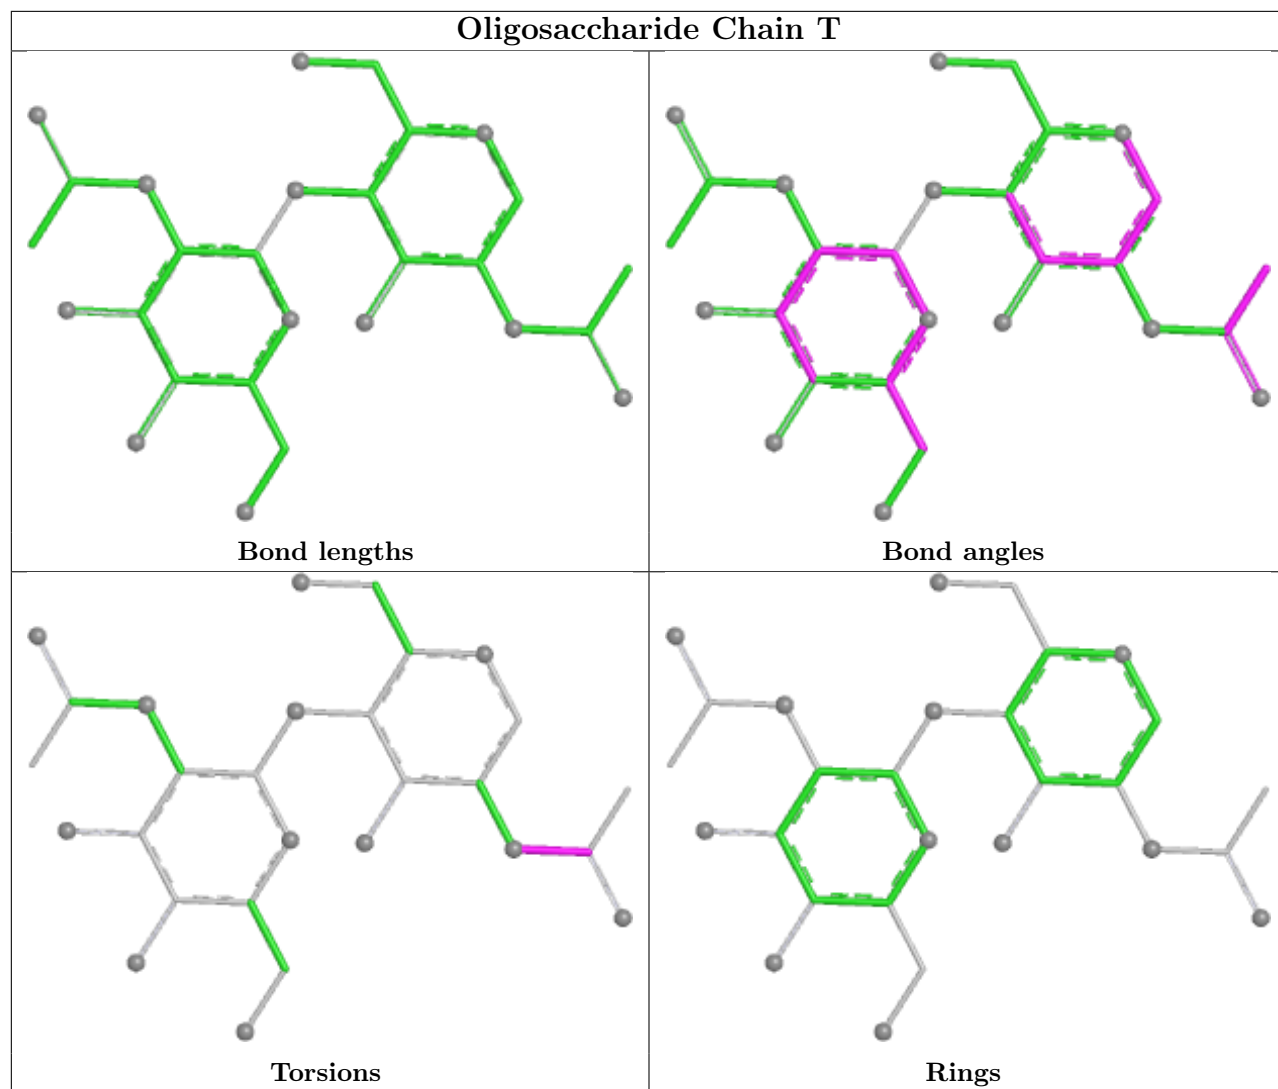 Oligosaccharide Chain T
Bond lengths
Bond angles
Torsions
Rings